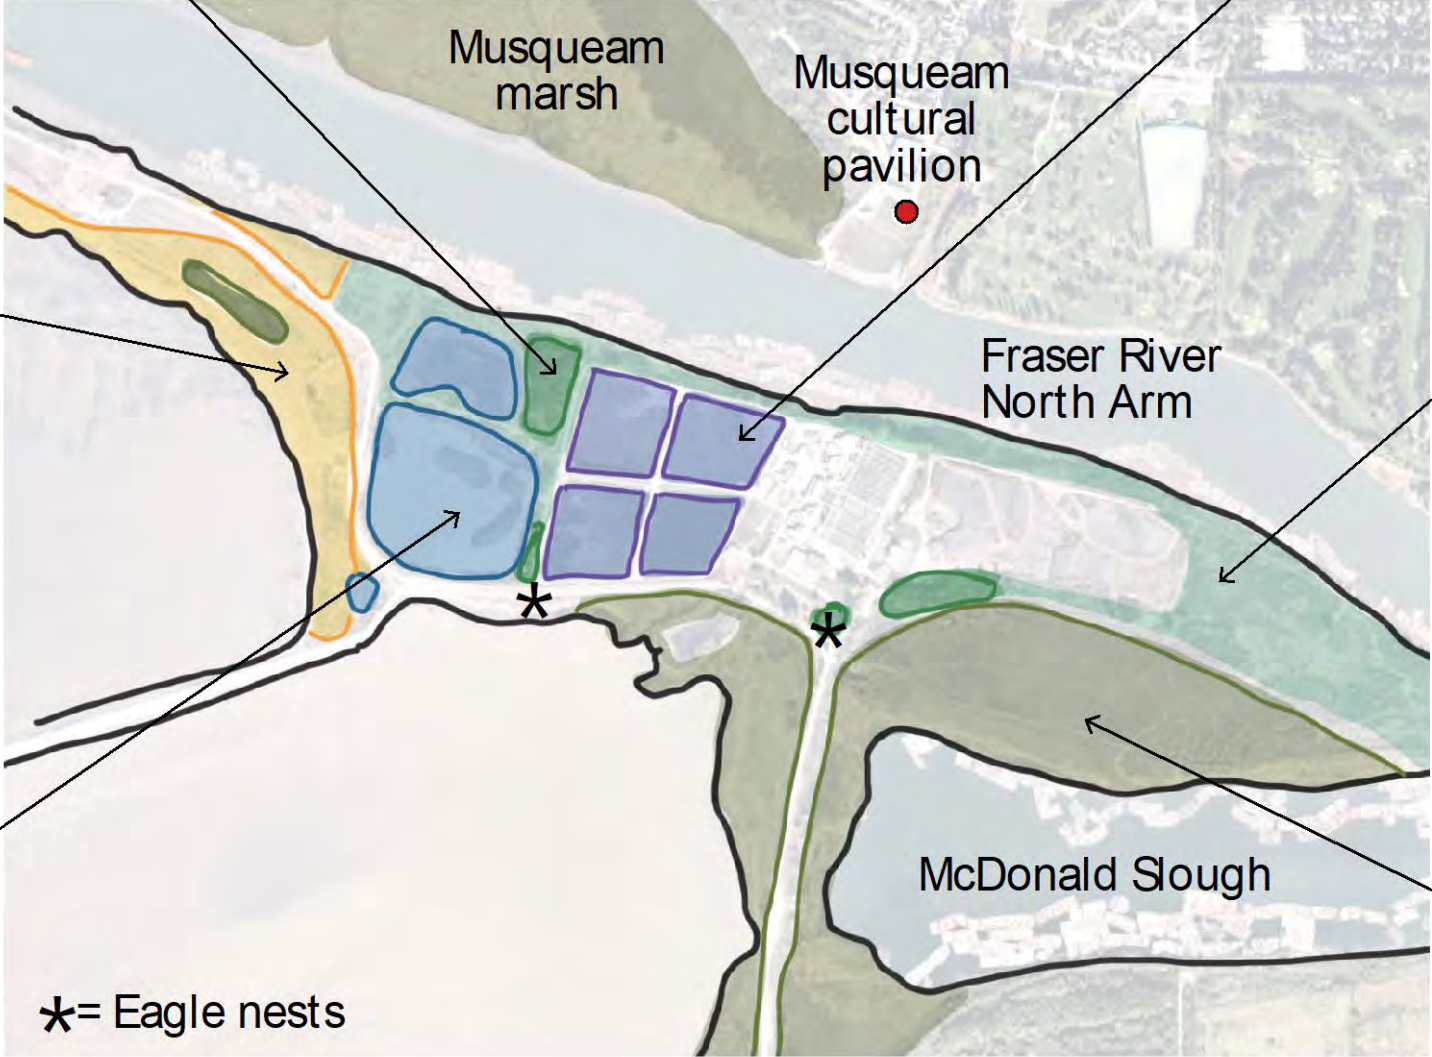 Musqueam
marsh
Musqueam
cultural
pavilion
Fraser River
North Arm
*
*
McDonald Slough
*= Eagle nests